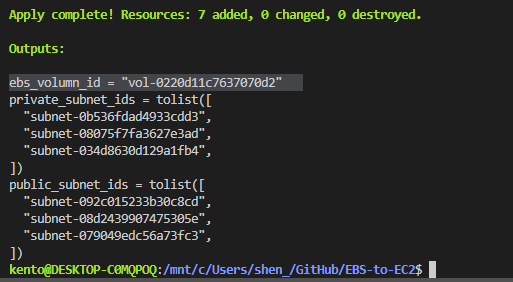 Apply complete! Resources: 7 added, 0 changed, 0 destroyed.
Outputs:
ebs_volumn_id = "vol-0220d11c7637070d2"
private_subnet_ids = tolist([
"subnet-0b536fdad4933cdd3",
"subnet-08075f7fa3627e3ad",
"subnet-034d8630d129a1fb4",
])
public_subnet_ids = tolist([
"subnet-092c015233b30c8cd",
"subnet-08d2439907475305e",
"subnet-079049edc56a73fc3",
])
kento@DESKTOP-C0MQPOQ:/mnt/c/Users/shen_/GitHub/EBS-to-EC2$